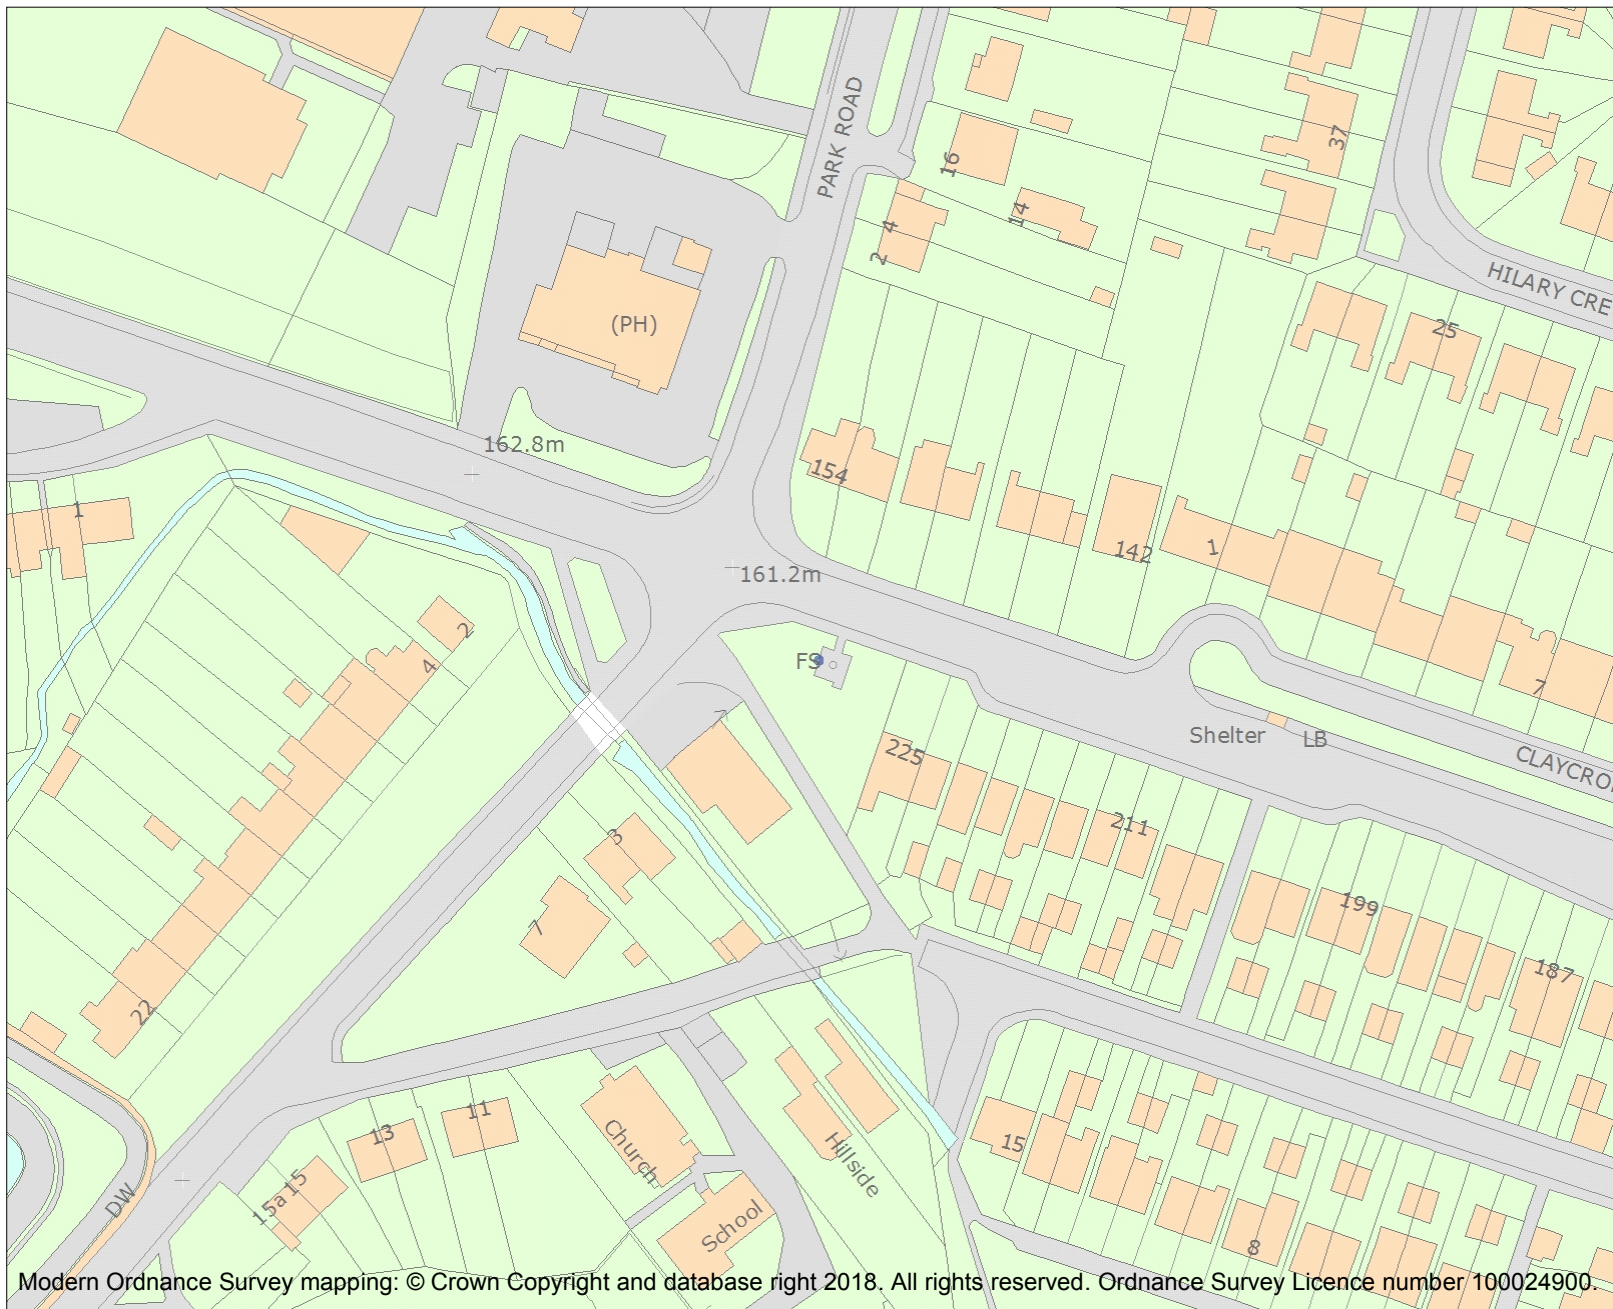 PARK ROAD
16
37
14
4
2
HILARY CRE
(PH)
25
162.8m
154
1
142
1
161.2m
2
FS
4
7
Shelter
LB
225
CLAYCRO
211
3
199
7
187
22
11
13
15
Church
Hillside
15a 15
DW
School
8
Modern Ordnance Survey mapping: © Crown Copyright and database right 2018. All rights reserved. Ordnance Survey Licence number 100024900.